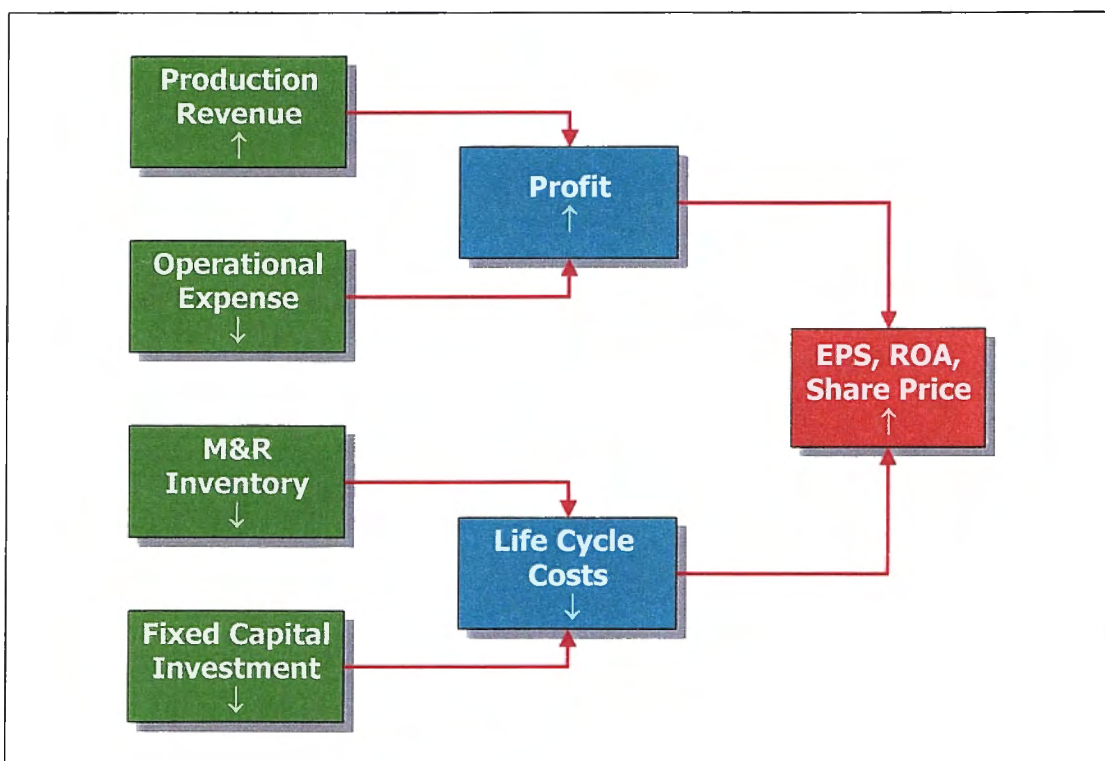 Production
Revenue
↑
Profit
↑
Operational
Expense
↓
EPS, ROA,
Share Price
↑
M&R
Inventory
↓
Life Cycle
Costs
↓
Fixed Capital
Investment
↓